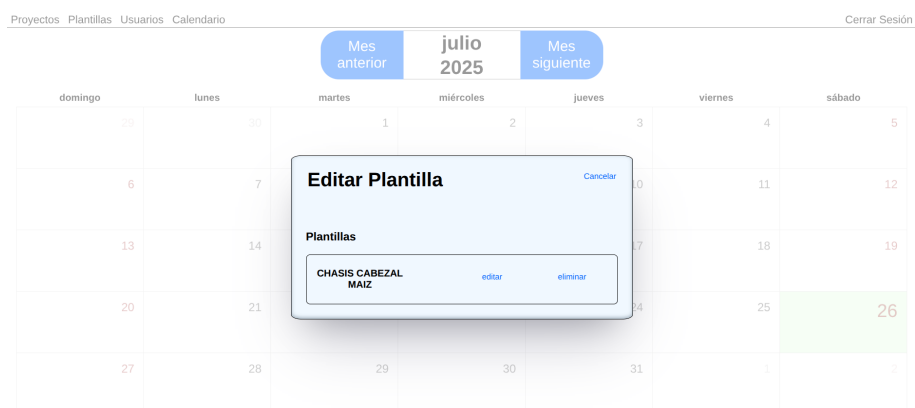 Proyectos Plantillas Usuarios Calendario Cerrar Sesión
Mes anterior
julio 2025
Mes siguiente
domingo lunes martes miércoles jueves viernes sábado
29 30 1 2 3 4 5
Editar Plantilla Cancelar
6 7 10 11 12
Plantillas
13 14 17 18 19
CHASIS CABEZAL MAIZ editar eliminar
20 21 24 25 26
27 28 29 30 31 1 2